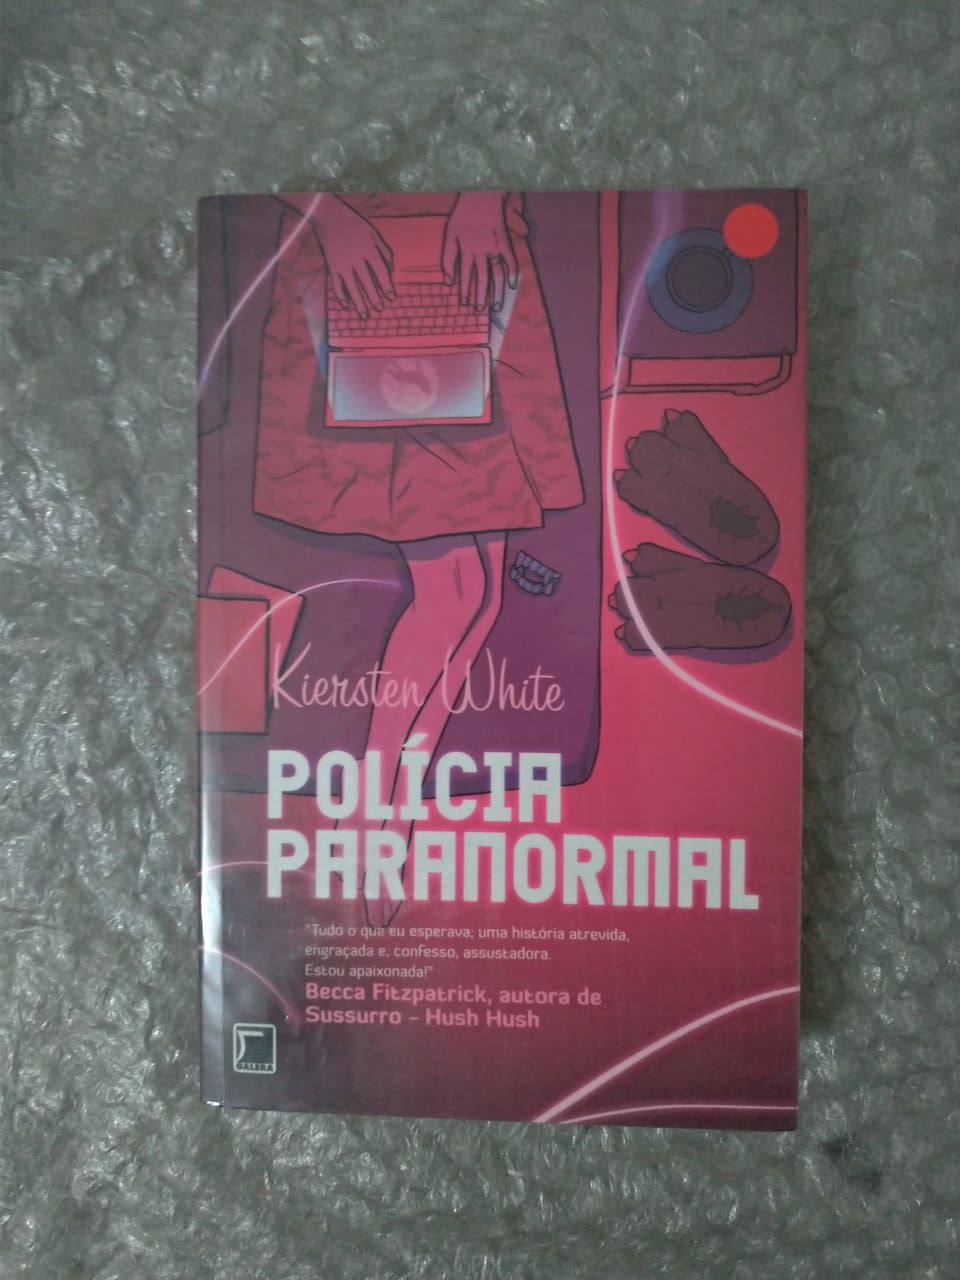 Kiersten White
POLÍCIA
PARANORMAL
"Tudo o que eu esperava; uma história atrevida,
engraçada e, confesso, assustadora.
Estou apaixonada!"
Becca Fitzpatrick, autora de
Sussurro - Hush Hush
GALERA